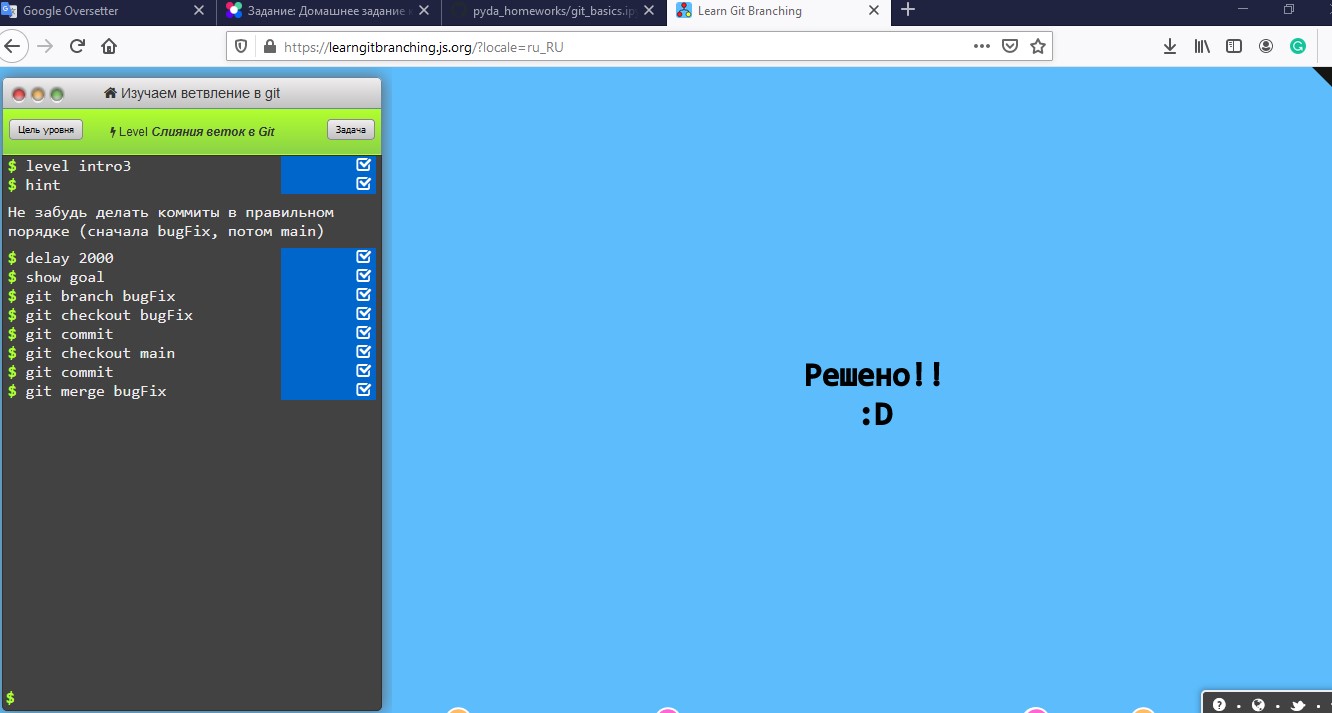 Google Oversetter
Задание: Домашнее задание
pyda_homeworks/git_basics.ip
Learn Git Branching
https://learngitbranching.js.org/?locale=ru_RU
Изучаем ветвление в git
Цель уровня
Level Слияния веток в Git
Задача
$ level intro3
$ hint
Не забудь делать коммиты в правильном
порядке (сначала bugFix, потом main)
$ delay 2000
$ show goal
$ git branch bugFix
$ git checkout bugFix
$ git commit
$ git checkout main
$ git commit
$ git merge bugFix
$
Решено!!
:D